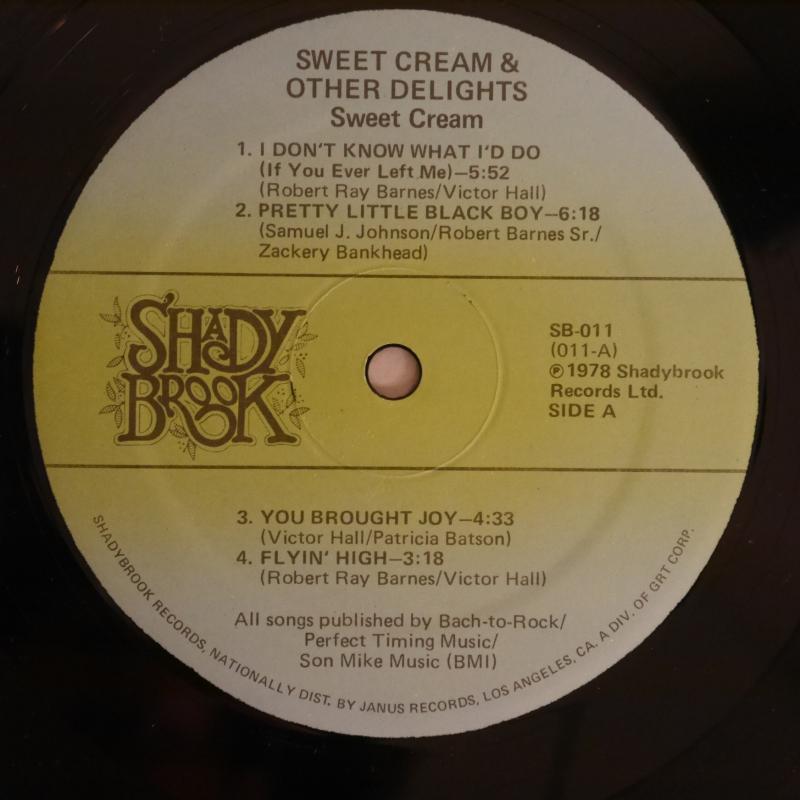 SWEET CREAM &
OTHER DELIGHTS
Sweet Cream
1. I DON'T KNOW WHAT I'D DO
(If You Ever Left Me)—5:52
(Robert Ray Barnes/Victor Hall)
2. PRETTY LITTLE BLACK BOY—6:18
(Samuel J. Johnson/Robert Barnes Sr./
Zackery Bankhead)
SHADY
BROOK
SB-011
(011-A)
℗1978 Shadybrook
Records Ltd.
SIDE A
3. YOU BROUGHT JOY—4:33
(Victor Hall/Patricia Batson)
4. FLYIN' HIGH—3:18
(Robert Ray Barnes/Victor Hall)
All songs published by Bach-to-Rock/
Perfect Timing Music/
Son Mike Music (BMI)
SHADYBROOK RECORDS, NATIONALLY DIST. BY JANUS RECORDS, LOS ANGELES, CA. A DIV. OF GRT CORP.